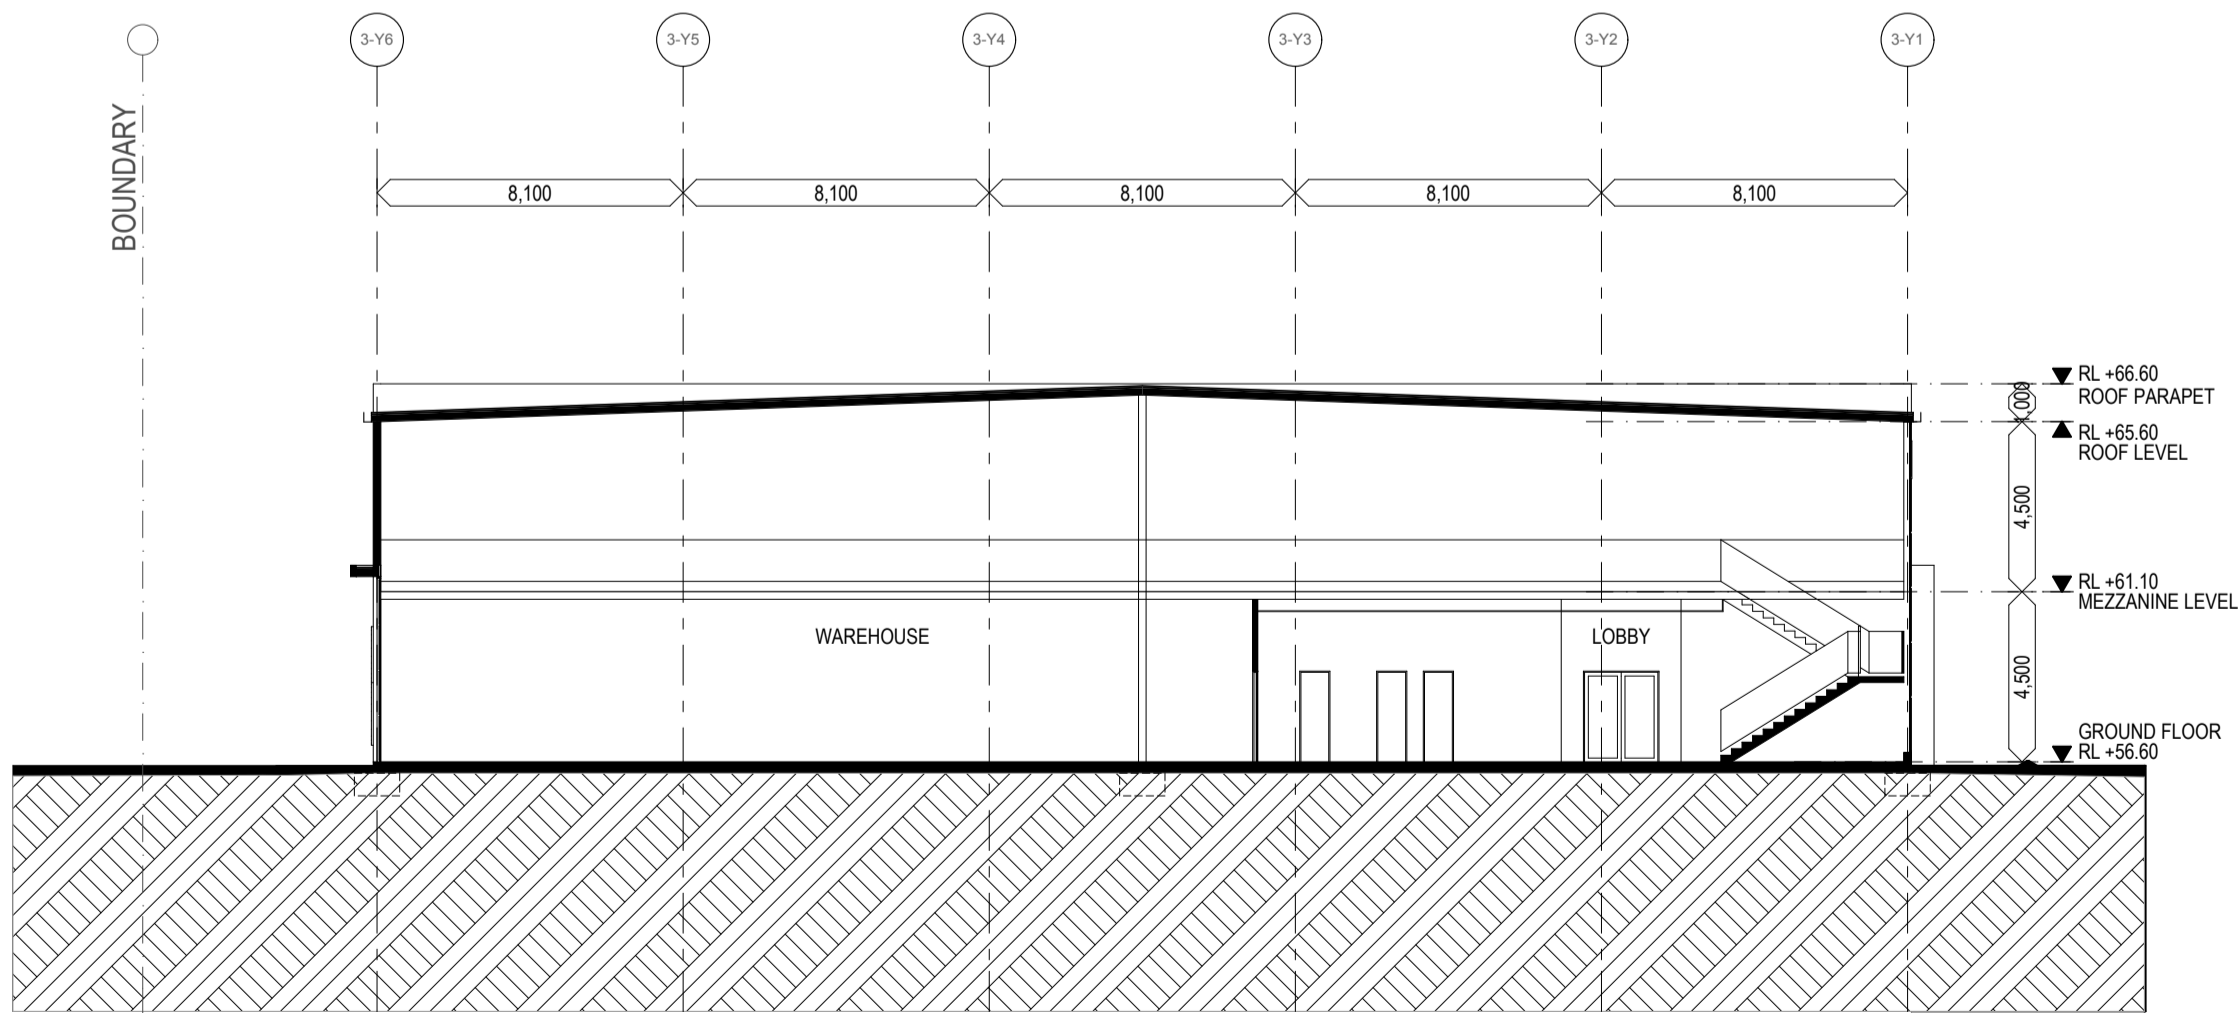 3-Y6
3-Y5
3-Y4
3-Y3
3-Y2
3-Y1
BOUNDARY
8,100
8,100
8,100
8,100
8,100
RL +66.60
ROOF PARAPET
1,000
RL +65.60
ROOF LEVEL
4,500
RL +61.10
MEZZANINE LEVEL
WAREHOUSE
LOBBY
4,500
GROUND FLOOR
RL +56.60